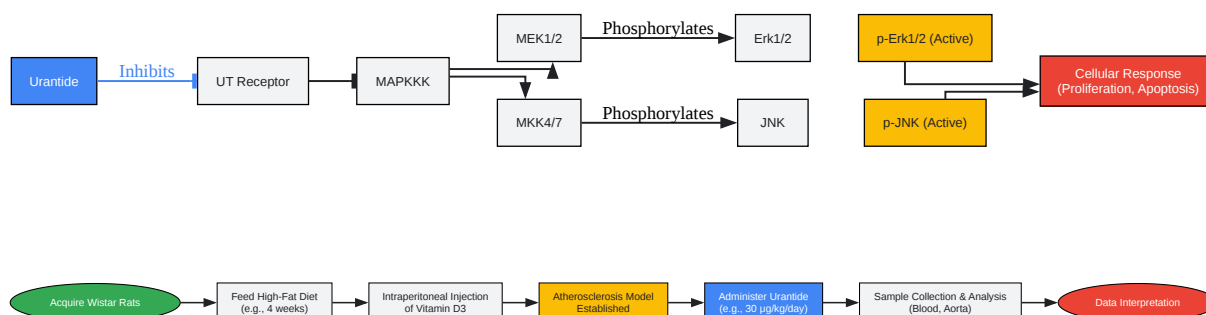 Urantide
Inhibits
UT Receptor
MAPKKK
MEK1/2
Phosphorylates
Erk1/2
MKK4/7
Phosphorylates
JNK
p-Erk1/2 (Active)
p-JNK (Active)
Cellular Response
(Proliferation, Apoptosis)
Acquire Wistar Rats
Feed High-Fat Diet
(e.g., 4 weeks)
Intraperitoneal Injection
of Vitamin D3
Atherosclerosis Model
Established
Administer Urantide
(e.g., 30 µg/kg/day)
Sample Collection & Analysis
(Blood, Aorta)
Data Interpretation